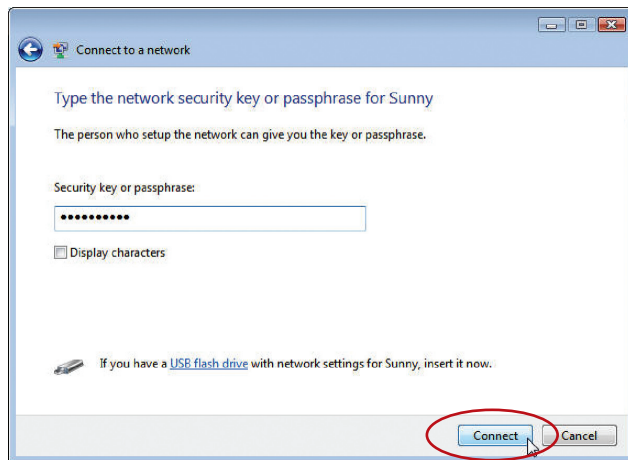 Connect to a network
Type the network security key or passphrase for Sunny
The person who setup the network can give you the key or passphrase.
Security key or passphrase:
••••••••••
Display characters
If you have a USB flash drive with network settings for Sunny, insert it now.
Connect
Cancel